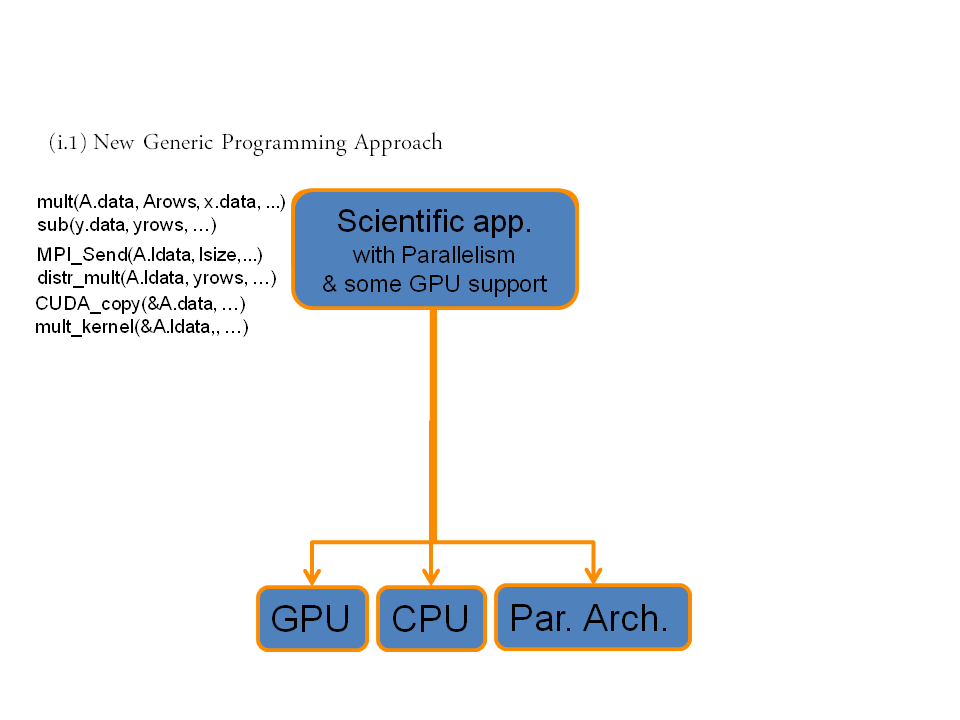 (i.1) New Generic Programming Approach
mult(A.data, Arows, x.data, ...)
sub(y.data, yrows, …)
MPI_Send(A.ldata, lsize,...)
distr_mult(A.ldata, yrows, …)
CUDA_copy(&A.data, …)
mult_kernel(&A.ldata,, …)
Scientific app.
with Parallelism
& some GPU support
GPU
CPU
Par. Arch.